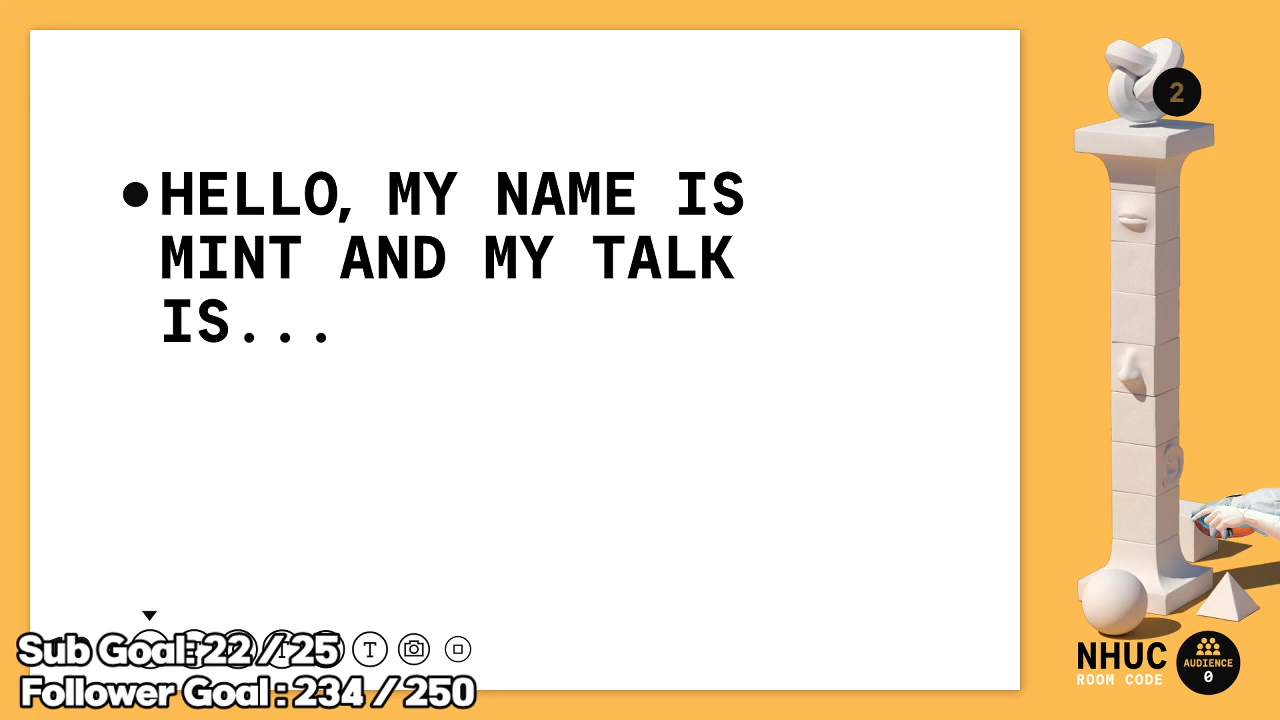 2
HELLO, MY NAME IS
MINT AND MY TALK
IS...
T
Sub Goal: 22 / 25
Follower Goal : 234 / 250
NHUC
ROOM CODE
AUDIENCE
0